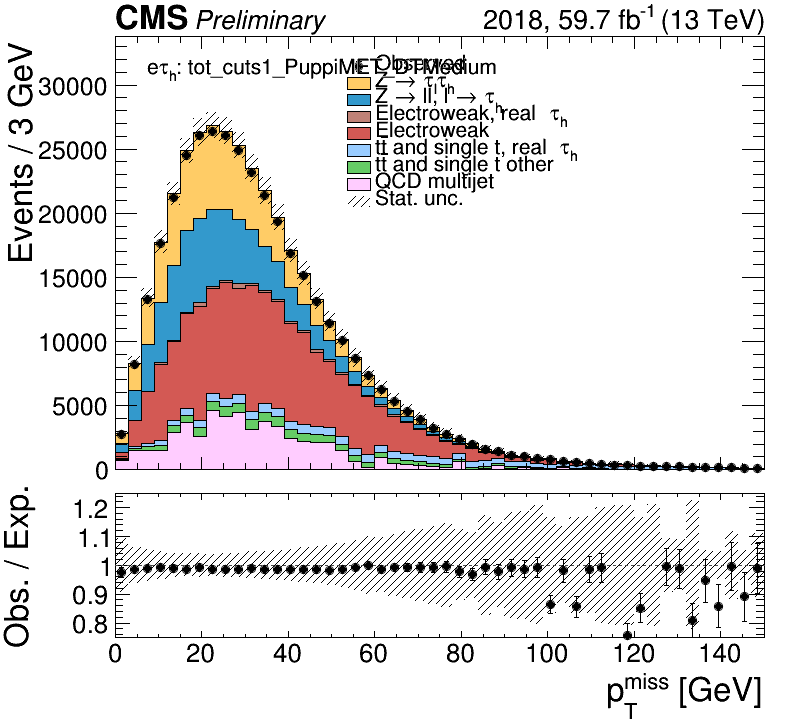 CMS Preliminary 2018, 59.7 fb⁻¹ (13 TeV)
eτₕ: tot_cuts1_PuppiMET_DTMedium
Observed
Z → ττₕ
Z → ll, l → τₕ
Electroweak, real τₕ
Electroweak
tt and single t, real τₕ
tt and single t other
QCD multijet
Stat. unc.
Events / 3 GeV
30000
25000
20000
15000
10000
5000
0
Obs. / Exp.
1.2
1.1
1
0.9
0.8
0 20 40 60 80 100 120 140
p_T^miss [GeV]